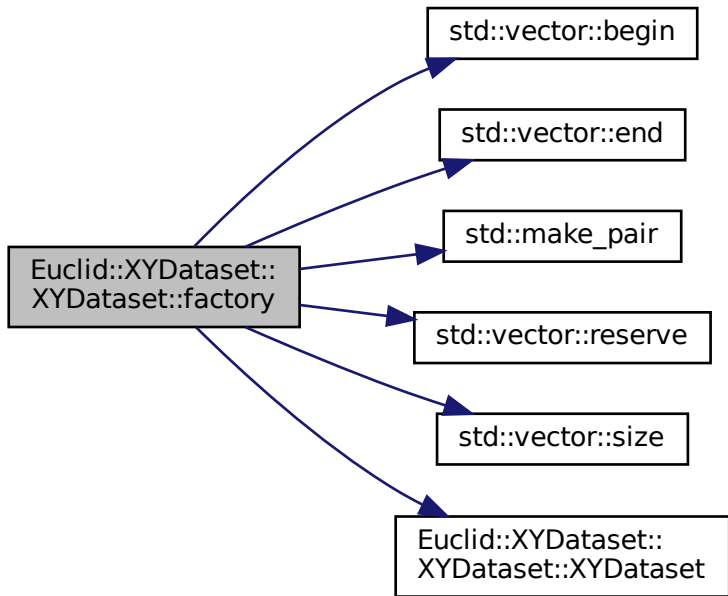 std::vector::begin
std::vector::end
std::make_pair
Euclid::XYDataset::
XYDataset::factory
std::vector::reserve
std::vector::size
Euclid::XYDataset::
XYDataset::XYDataset